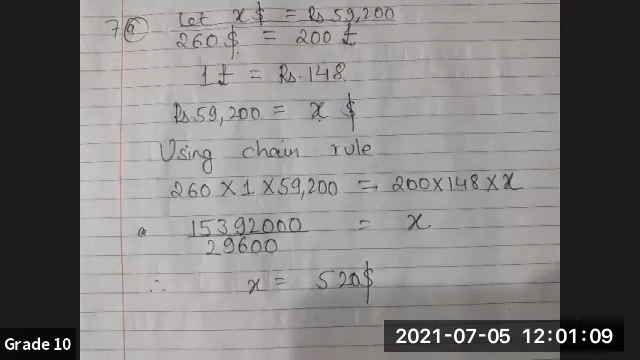 7 (a) Let x $ = Rs 59,200
260 $ = 200 £
1 £ = Rs. 148
Rs 59,200 = x $
Using chain rule
260 × 1 × 59,200 = 200 × 148 × x
15392000 / 29600 = x
∴ x = 520 $
Grade 10
2021-07-05 12:01:09